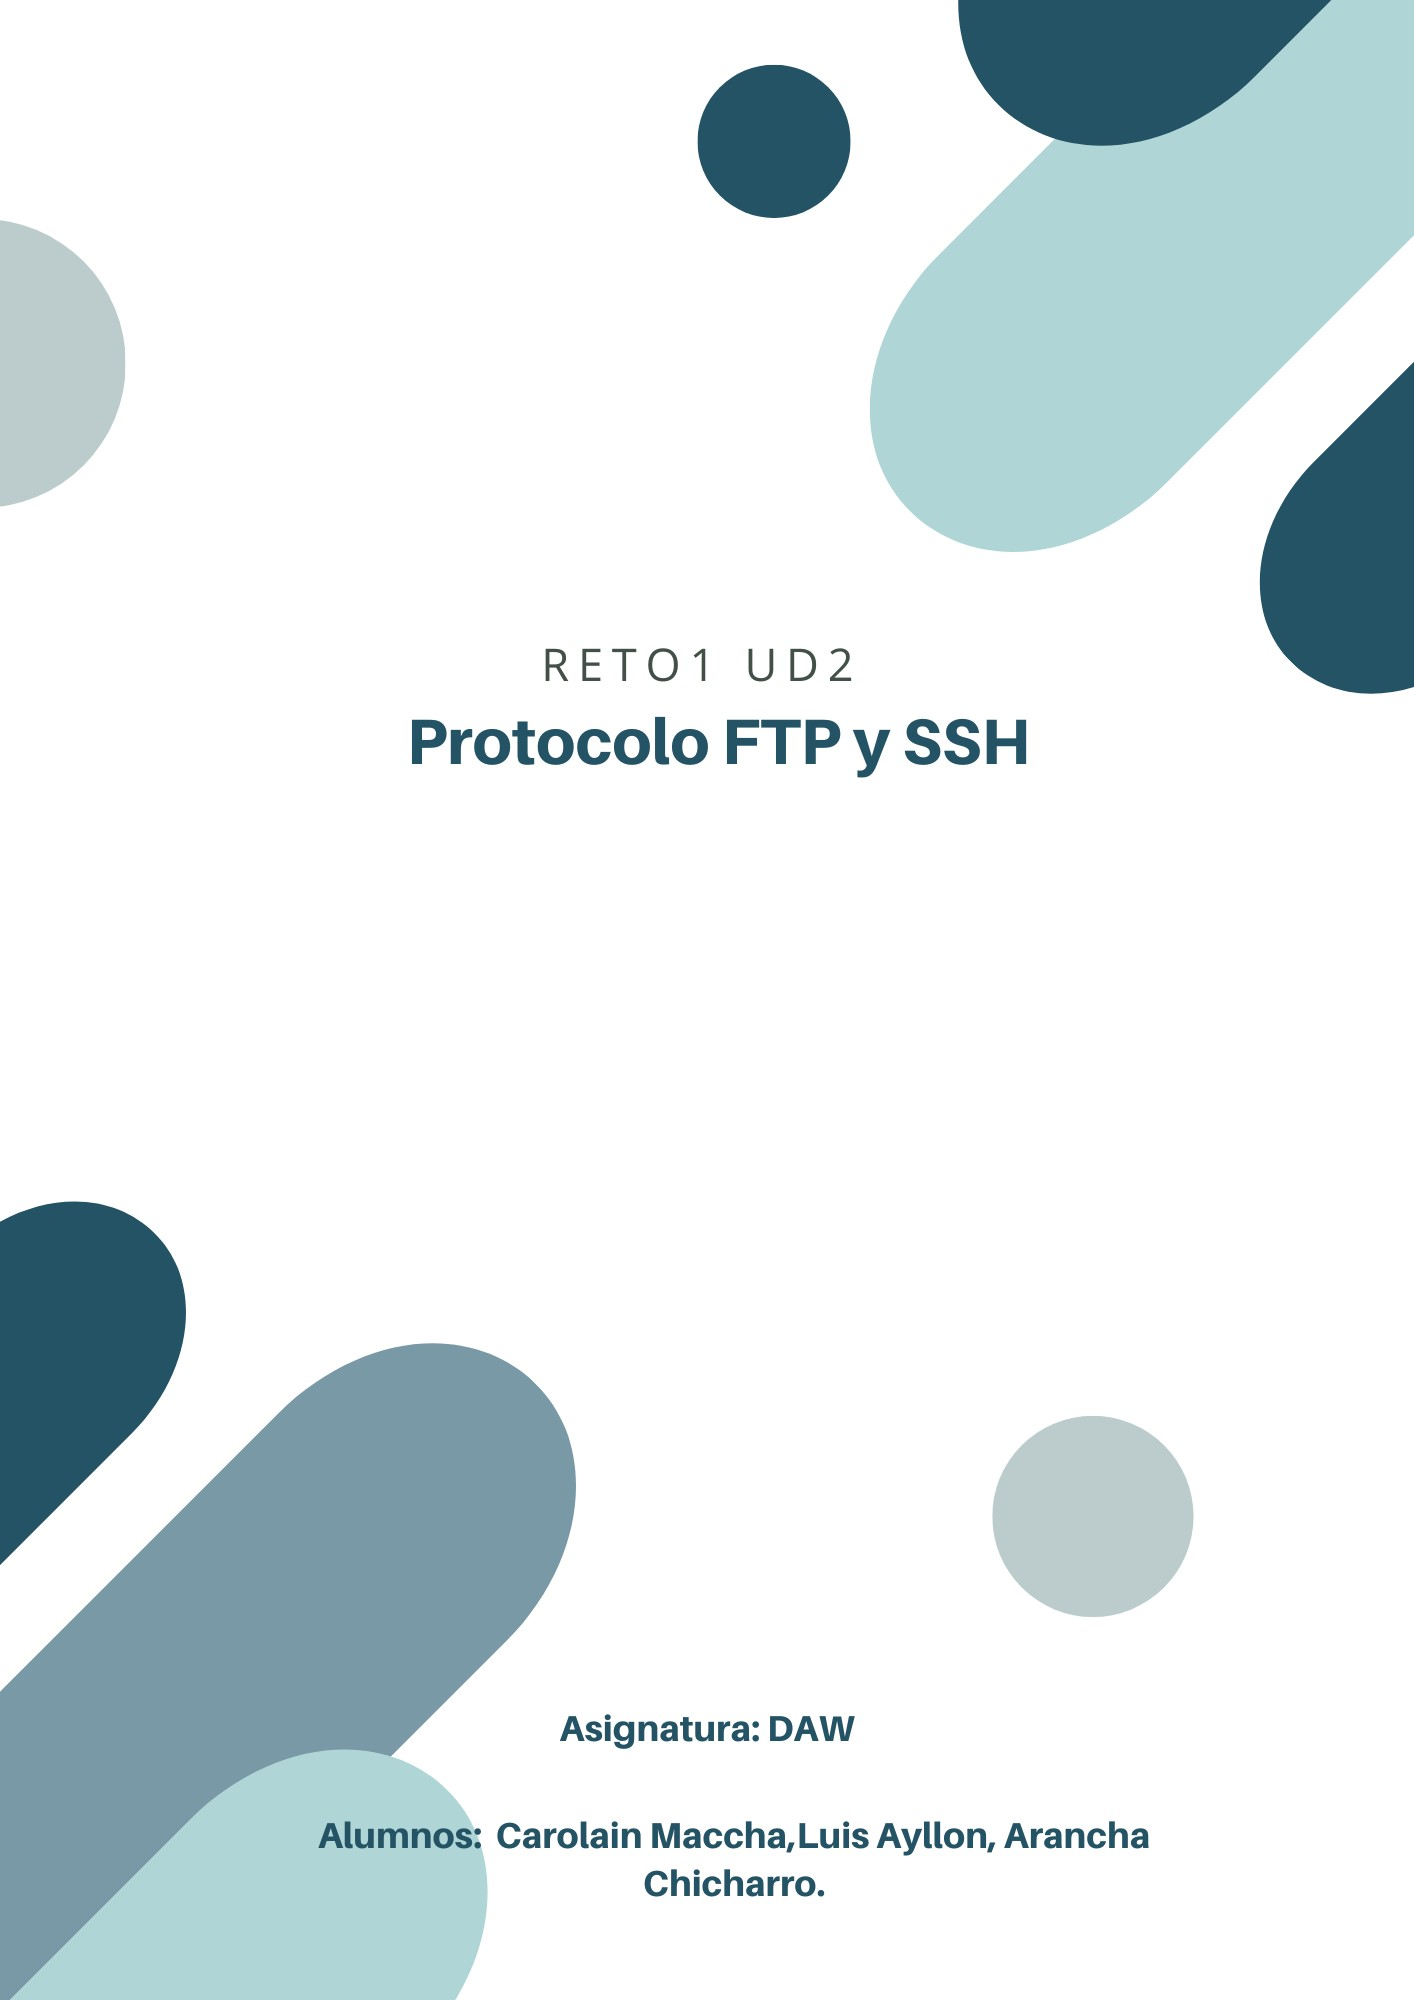 RETO1 UD2
Protocolo FTP y SSH
Asignatura: DAW
Alumnos: Carolain Maccha,Luis Ayllon, Arancha
Chicharro.